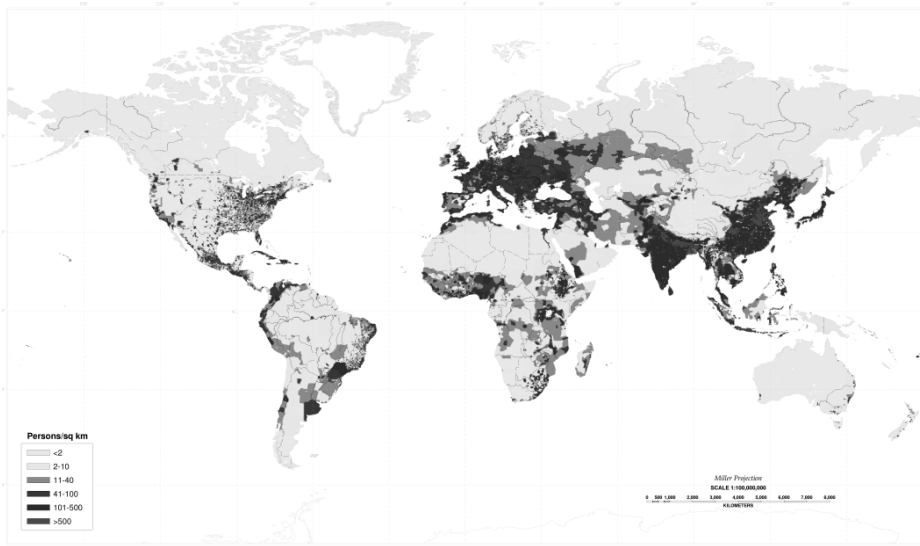 Persons/sq km
<2
2-10
11-40
41-100
101-500
>500
Miller Projection
SCALE 1:100,000,000
0 500 1,000 2,000 3,000 4,000 5,000 6,000 7,000 8,000
KILOMETERS